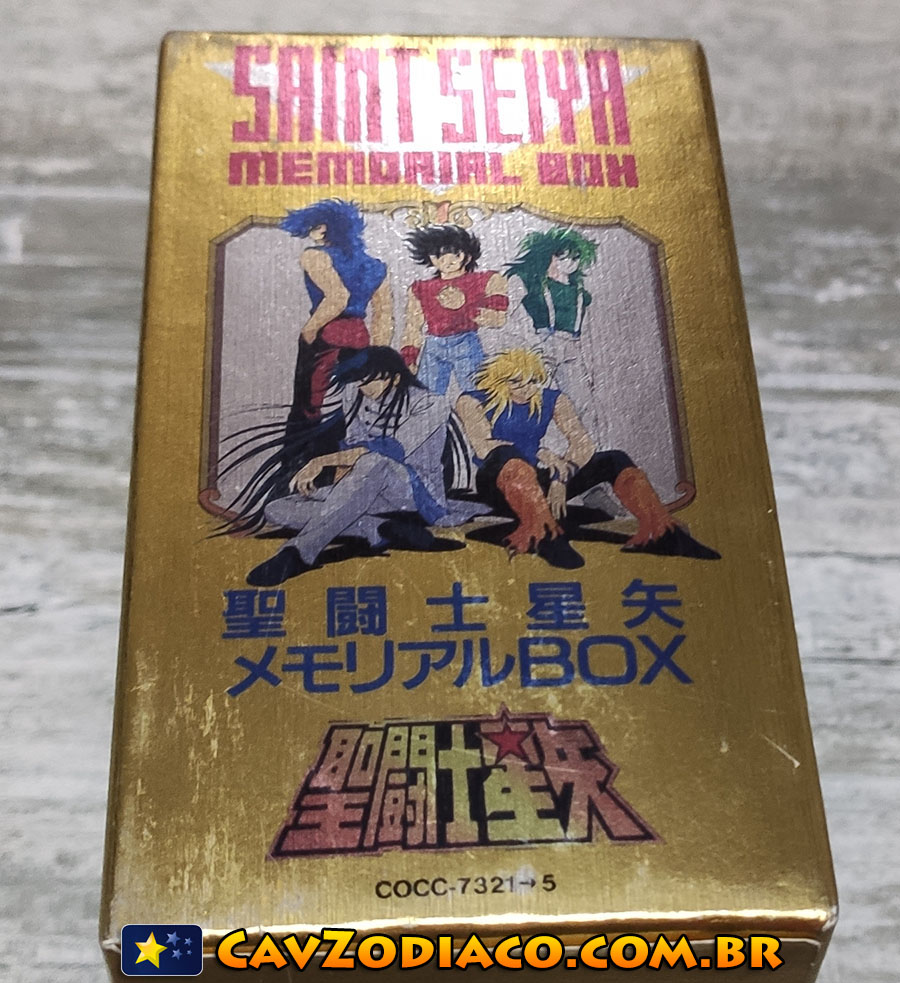 SAINT SEIYA
MEMORIAL BOX
聖闘士星矢
メモリアルBOX
聖闘士星矢
COCC-7321→5
CAVZODIACO.COM.BR